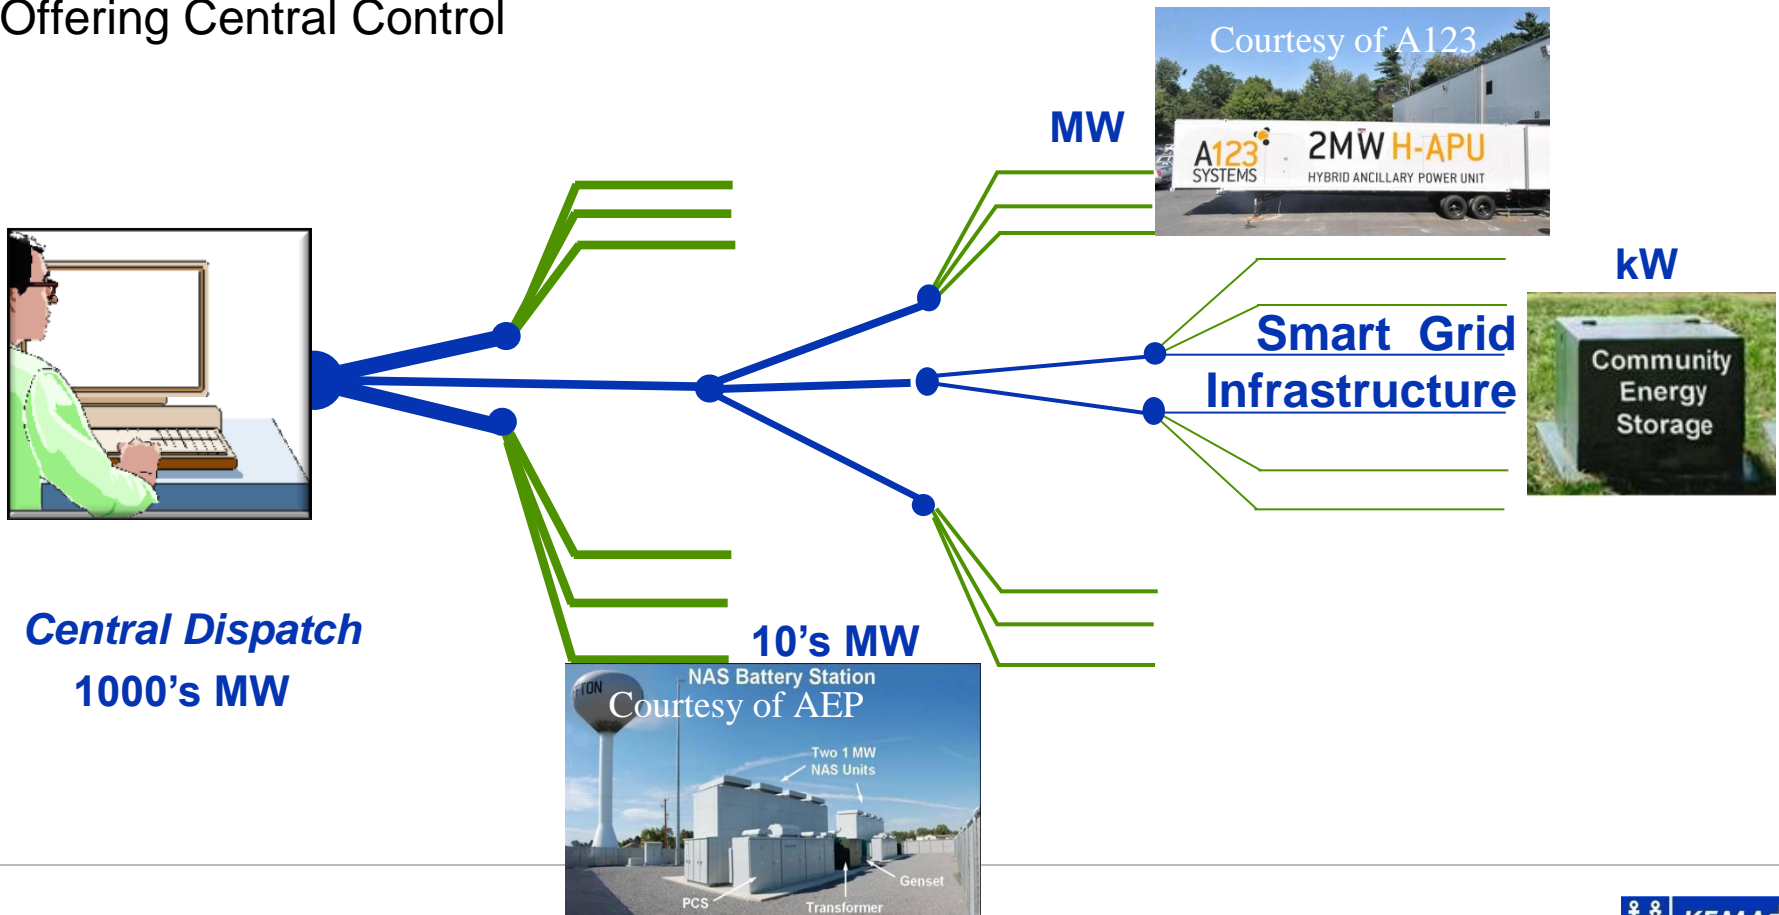 Offering Central Control
Courtesy of A123
MW
A123
SYSTEMS
2MW H-APU
HYBRID ANCILLARY POWER UNIT
kW
Smart Grid
Infrastructure
Community
Energy
Storage
Central Dispatch
1000's MW
10's MW
NAS Battery Station
Courtesy of AEP
Two 1 MW
NAS Units
Genset
PCS
Transformer